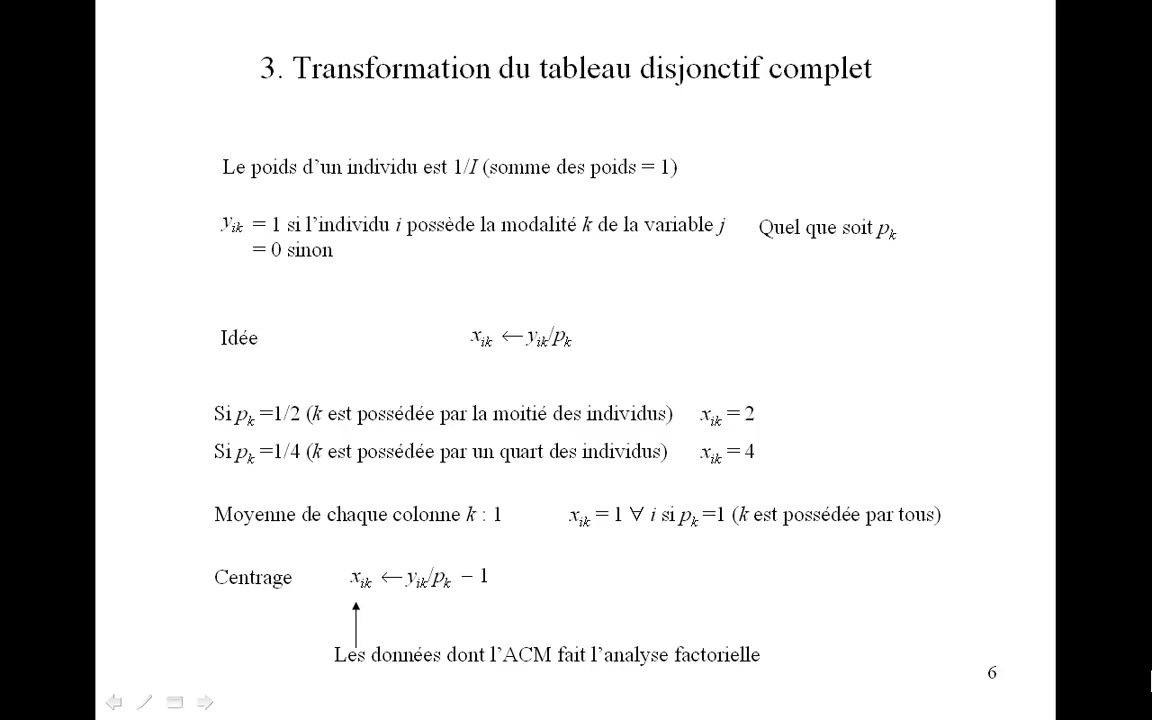 3. Transformation du tableau disjonctif complet
Le poids d’un individu est 1/I (somme des poids = 1)
yik = 1 si l’individu i possède la modalité k de la variable j Quel que soit pk
= 0 sinon
Idée xik ← yik/pk
Si pk =1/2 (k est possédée par la moitié des individus) xik = 2
Si pk =1/4 (k est possédée par un quart des individus) xik = 4
Moyenne de chaque colonne k : 1 xik = 1 ∀ i si pk =1 (k est possédée par tous)
Centrage xik ← yik/pk − 1
Les données dont l’ACM fait l’analyse factorielle
6